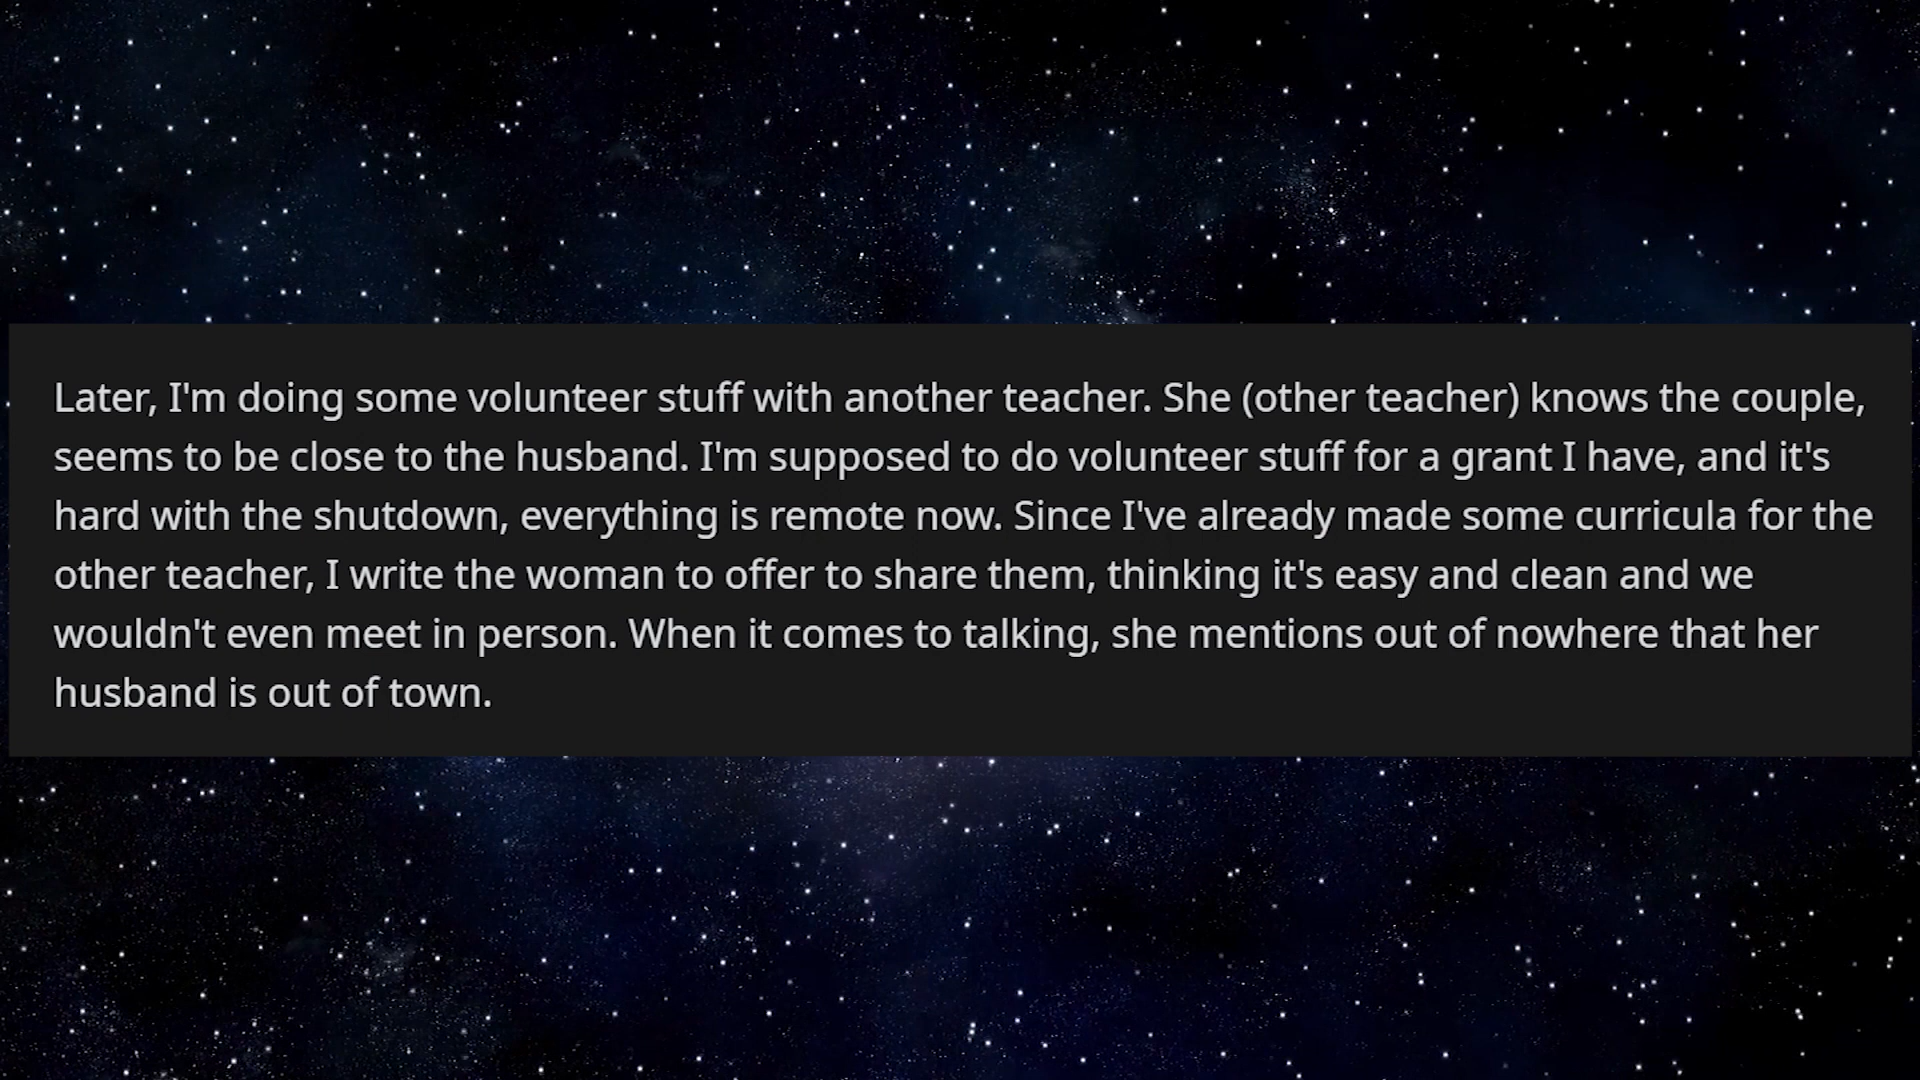 Later, I'm doing some volunteer stuff with another teacher. She (other teacher) knows the couple,
seems to be close to the husband. I'm supposed to do volunteer stuff for a grant I have, and it's
hard with the shutdown, everything is remote now. Since I've already made some curricula for the
other teacher, I write the woman to offer to share them, thinking it's easy and clean and we
wouldn't even meet in person. When it comes to talking, she mentions out of nowhere that her
husband is out of town.